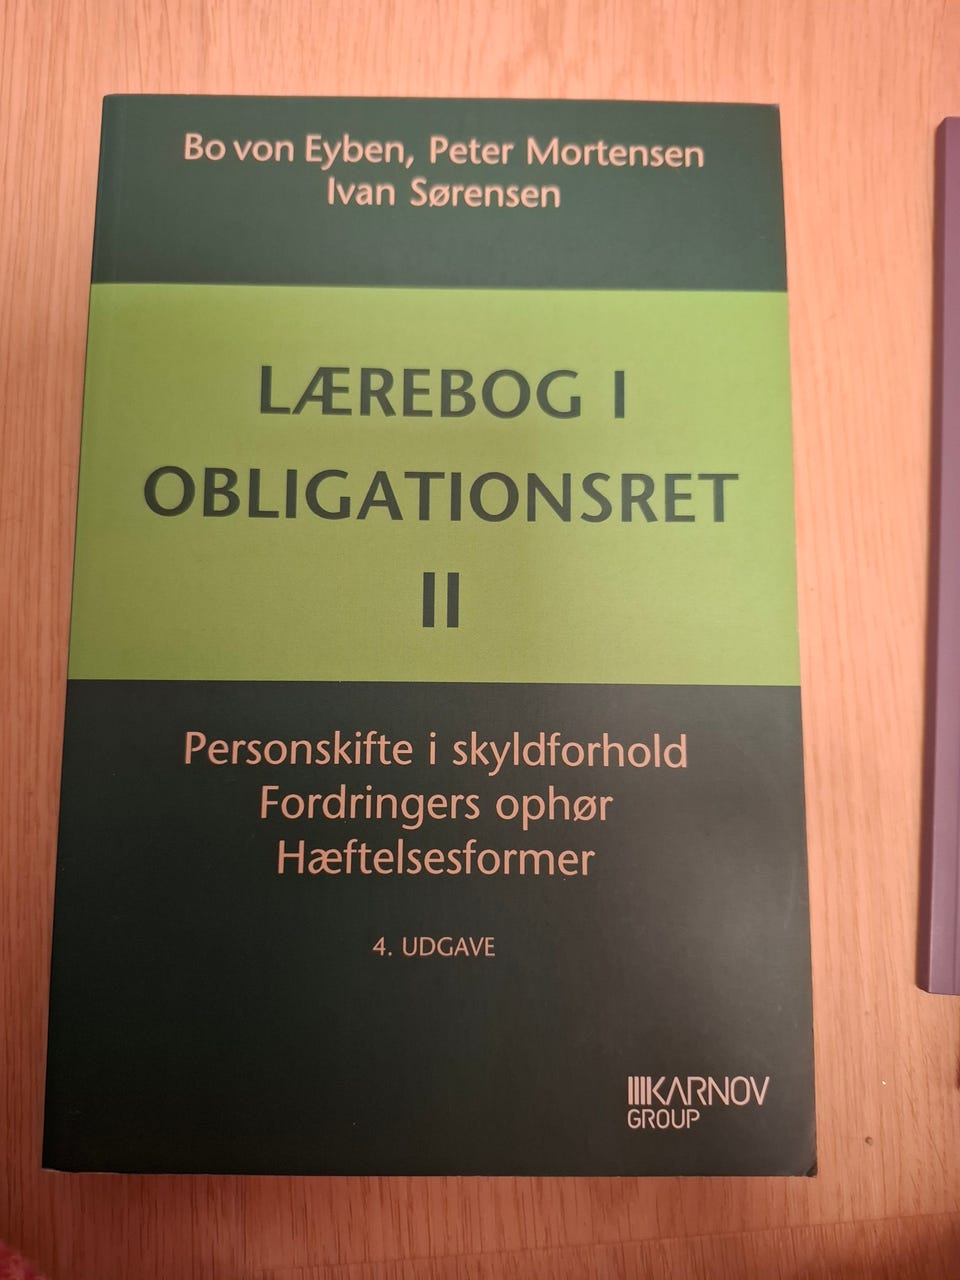 Bo von Eyben, Peter Mortensen
Ivan Sørensen
LÆREBOG I
OBLIGATIONSRET
II
Personskifte i skyldforhold
Fordringers ophør
Hæftelsesformer
4. UDGAVE
KARNOV
GROUP